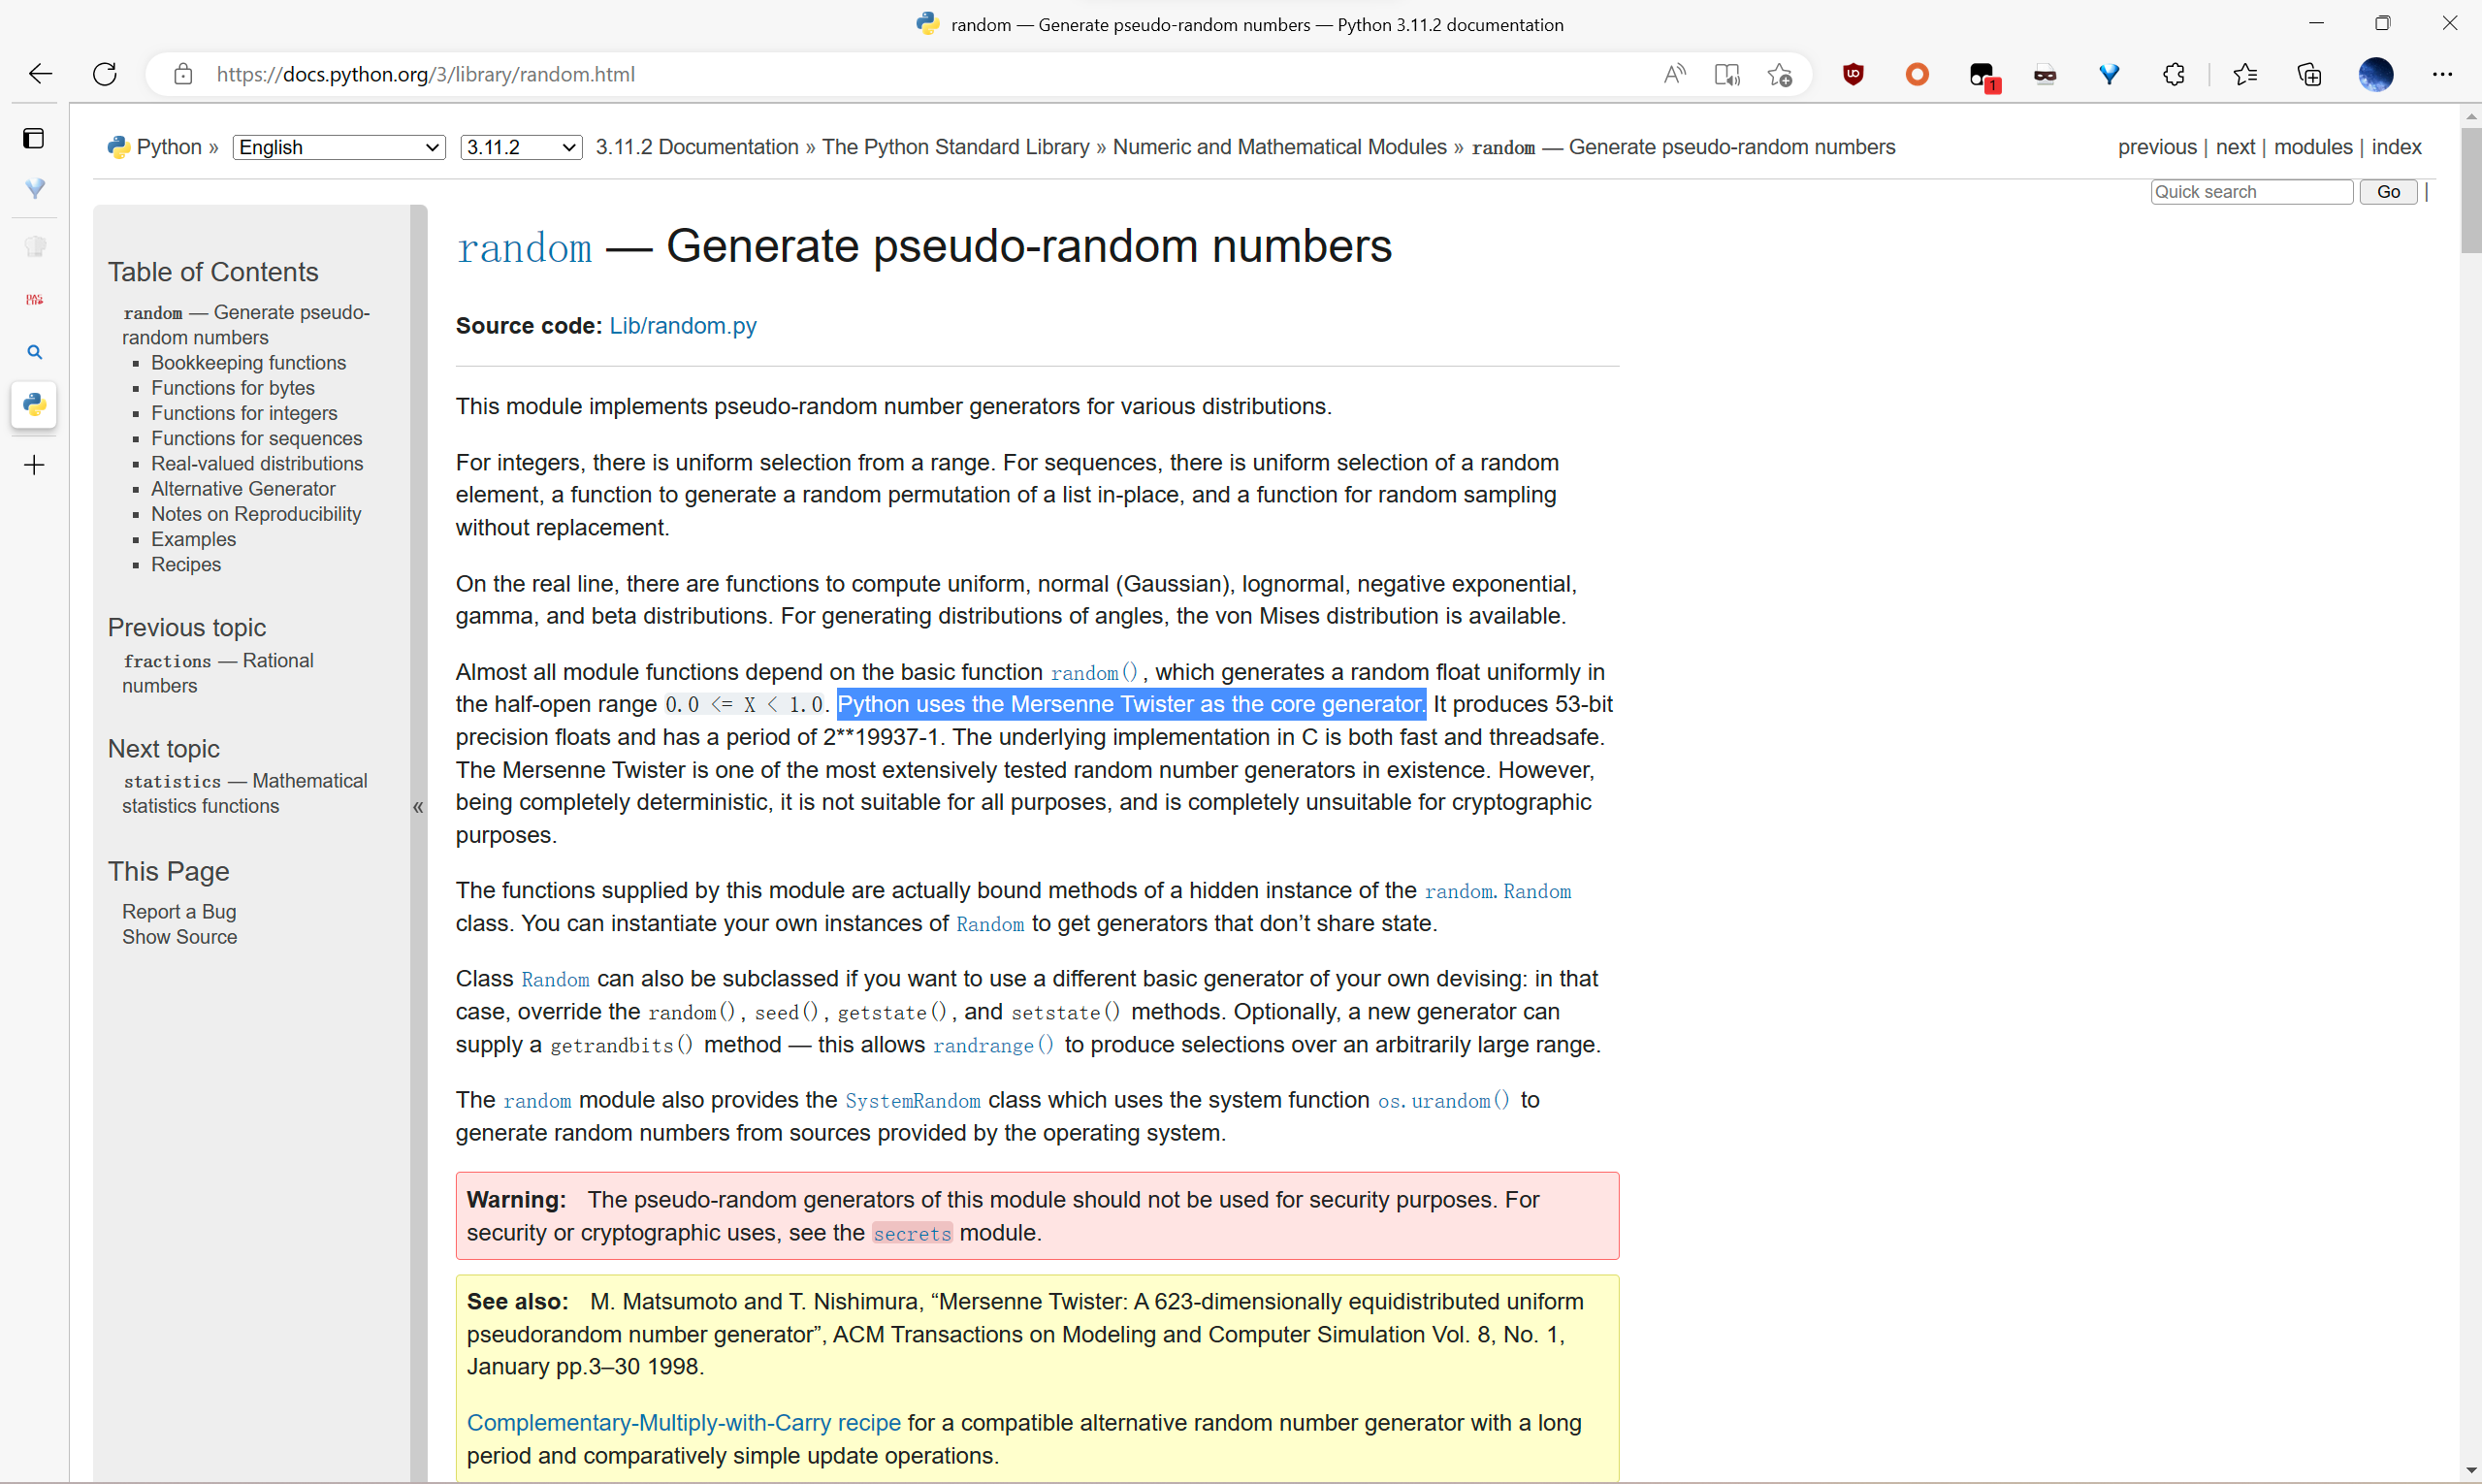 random — Generate pseudo-random numbers — Python 3.11.2 documentation
https://docs.python.org/3/library/random.html
1
Python » English 3.11.2 3.11.2 Documentation » The Python Standard Library » Numeric and Mathematical Modules » random — Generate pseudo-random numbers
previous | next | modules | index
Quick search Go |
Table of Contents
random — Generate pseudo-
random numbers
Bookkeeping functions
Functions for bytes
Functions for integers
Functions for sequences
Real-valued distributions
Alternative Generator
Notes on Reproducibility
Examples
Recipes
Previous topic
fractions — Rational
numbers
Next topic
statistics — Mathematical
statistics functions
This Page
Report a Bug
Show Source
«
random — Generate pseudo-random numbers
Source code: Lib/random.py
This module implements pseudo-random number generators for various distributions.
For integers, there is uniform selection from a range. For sequences, there is uniform selection of a random
element, a function to generate a random permutation of a list in-place, and a function for random sampling
without replacement.
On the real line, there are functions to compute uniform, normal (Gaussian), lognormal, negative exponential,
gamma, and beta distributions. For generating distributions of angles, the von Mises distribution is available.
Almost all module functions depend on the basic function random(), which generates a random float uniformly in
the half-open range 0.0 <= X < 1.0. Python uses the Mersenne Twister as the core generator. It produces 53-bit
precision floats and has a period of 2**19937-1. The underlying implementation in C is both fast and threadsafe.
The Mersenne Twister is one of the most extensively tested random number generators in existence. However,
being completely deterministic, it is not suitable for all purposes, and is completely unsuitable for cryptographic
purposes.
The functions supplied by this module are actually bound methods of a hidden instance of the random.Random
class. You can instantiate your own instances of Random to get generators that don’t share state.
Class Random can also be subclassed if you want to use a different basic generator of your own devising: in that
case, override the random(), seed(), getstate(), and setstate() methods. Optionally, a new generator can
supply a getrandbits() method — this allows randrange() to produce selections over an arbitrarily large range.
The random module also provides the SystemRandom class which uses the system function os.urandom() to
generate random numbers from sources provided by the operating system.
Warning: The pseudo-random generators of this module should not be used for security purposes. For
security or cryptographic uses, see the secrets module.
See also: M. Matsumoto and T. Nishimura, “Mersenne Twister: A 623-dimensionally equidistributed uniform
pseudorandom number generator”, ACM Transactions on Modeling and Computer Simulation Vol. 8, No. 1,
January pp.3–30 1998.
Complementary-Multiply-with-Carry recipe for a compatible alternative random number generator with a long
period and comparatively simple update operations.